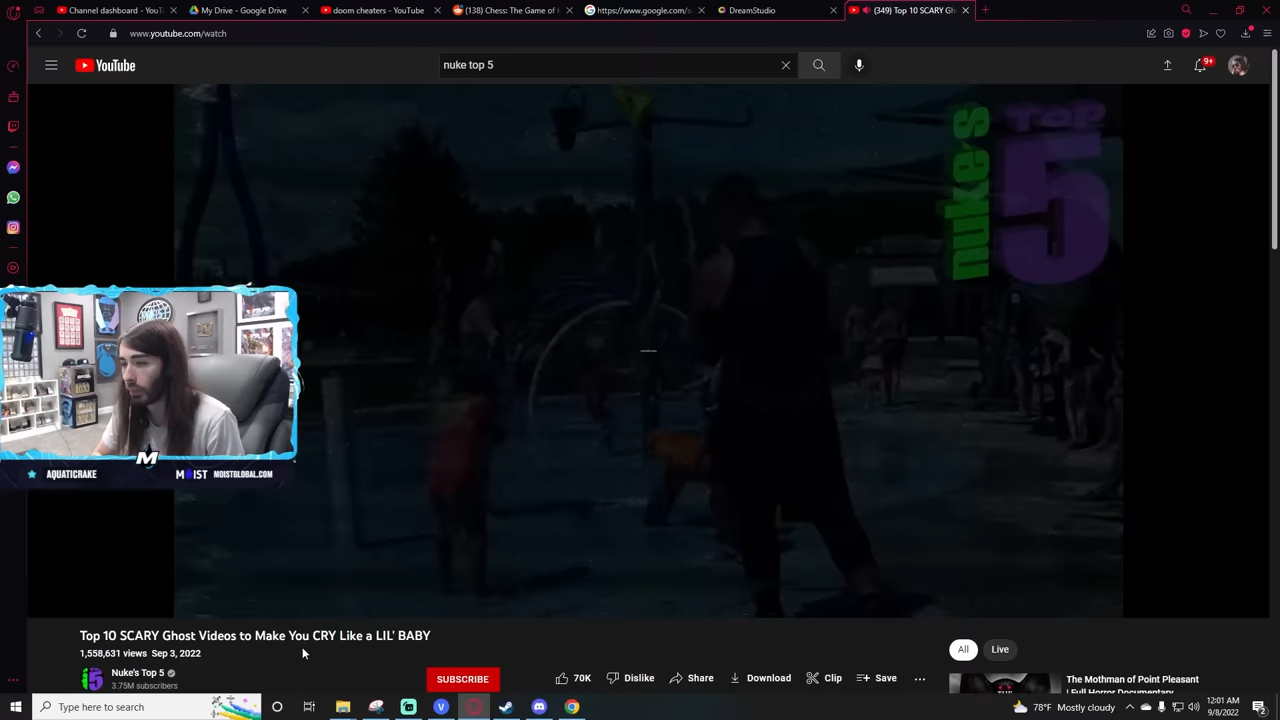 Channel dashboard - YouTu
My Drive - Google Drive
doom cheaters - YouTube
(138) Chess: The Game of K
https://www.google.com/s
DreamStudio
(349) Top 10 SCARY Gh
www.youtube.com/watch
YouTube
nuke top 5
9+
nuke's TOP 5
AQUATICRAKE
MOIST
MOISTGLOBAL.COM
Top 10 SCARY Ghost Videos to Make You CRY Like a LIL' BABY
1,558,631 views Sep 3, 2022
Nuke's Top 5
3.75M subscribers
SUBSCRIBE
70K
Dislike
Share
Download
Clip
Save
All
Live
The Mothman of Point Pleasant
| Full Horror Documentary
Type here to search
78°F Mostly cloudy
12:01 AM
9/8/2022
2